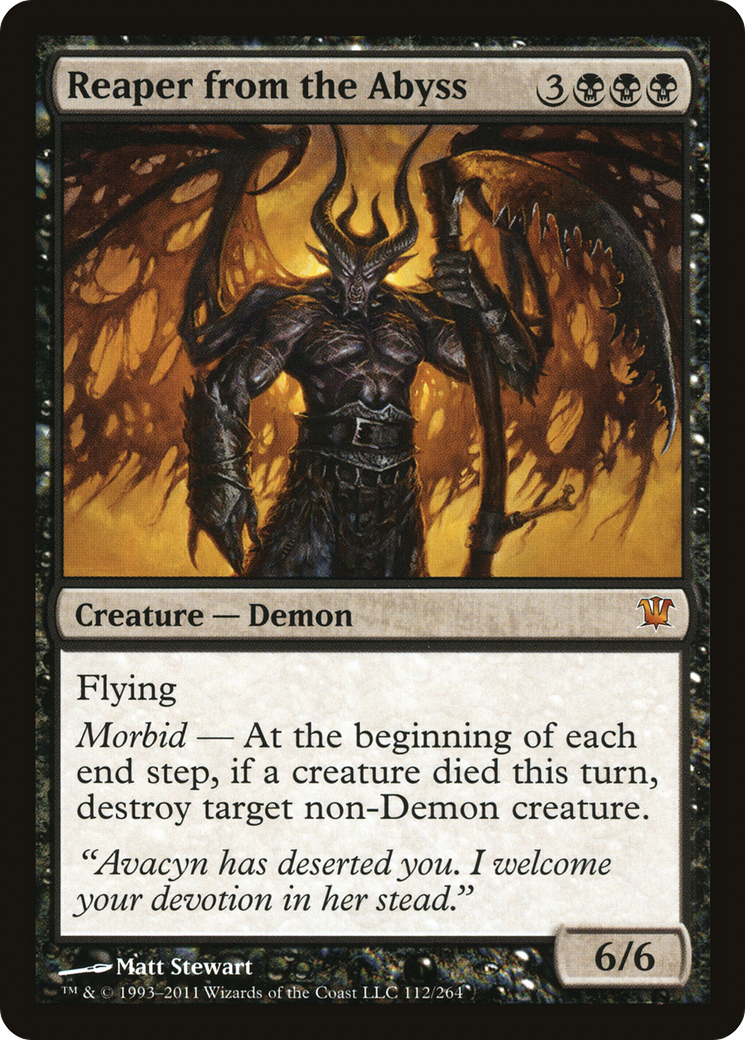 Reaper from the Abyss 3
Creature — Demon
Flying
Morbid — At the beginning of each
end step, if a creature died this turn,
destroy target non-Demon creature.
“Avacyn has deserted you. I welcome
your devotion in her stead.”
6/6
Matt Stewart
™ & © 1993–2011 Wizards of the Coast LLC 112/264